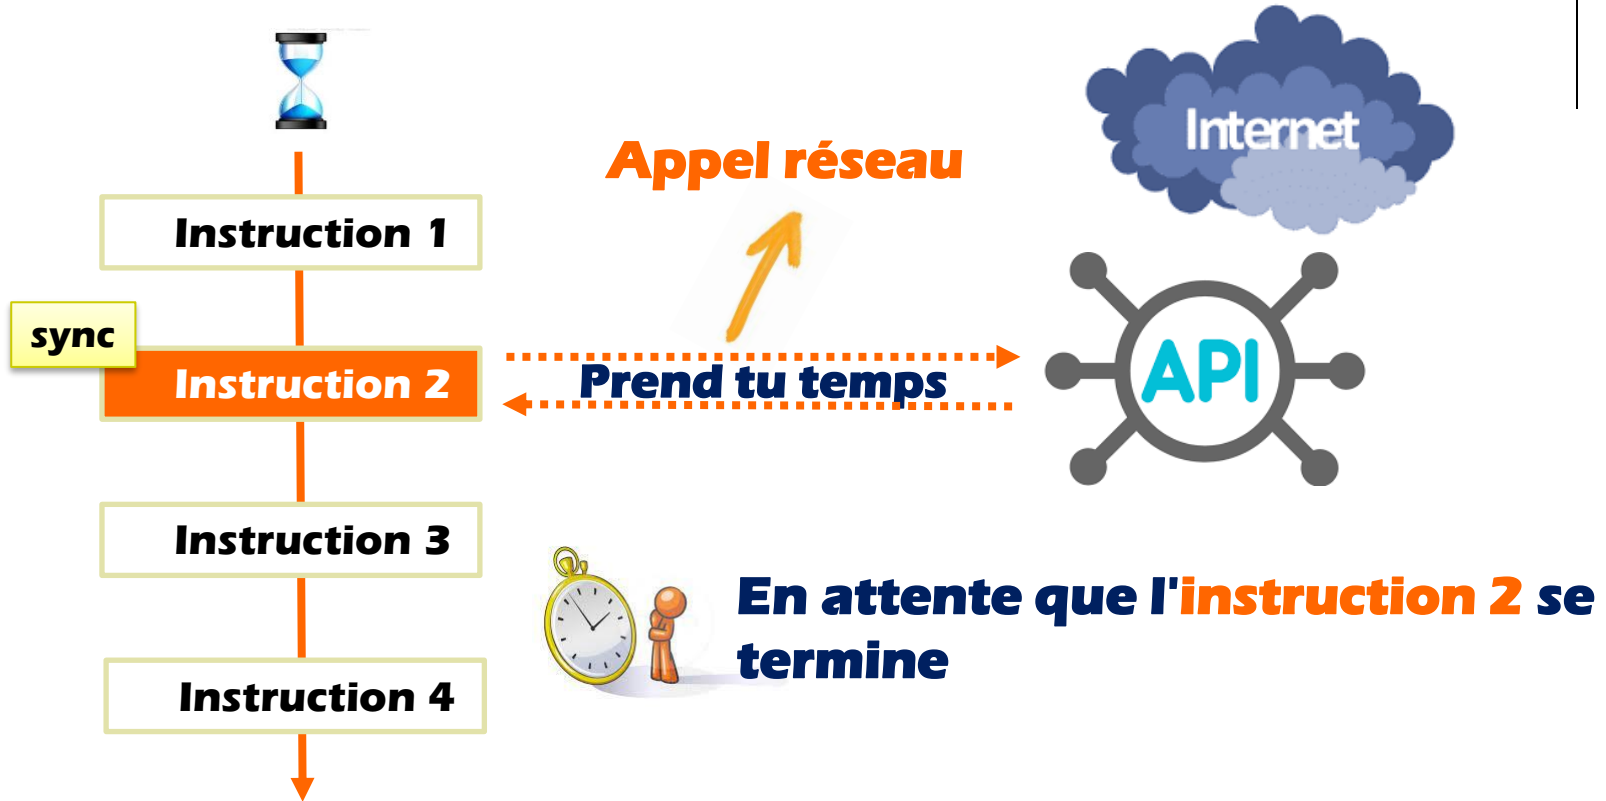 Internet
Appel réseau
Instruction 1
sync
Instruction 2
Prend tu temps
API
Instruction 3
En attente que l'instruction 2 se
termine
Instruction 4